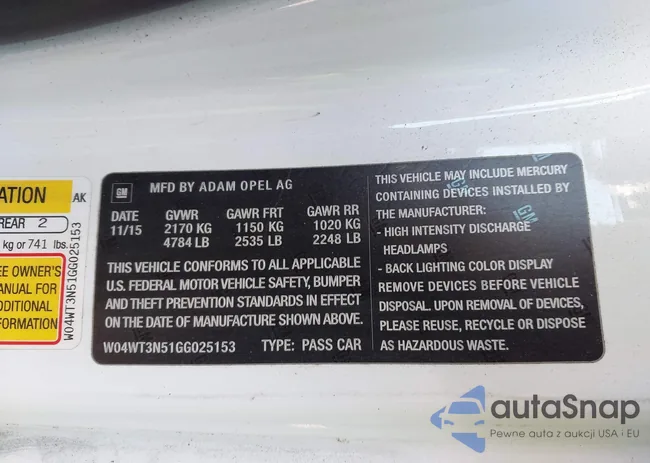 ATION
AK
REAR 2
kg or 741 lbs.
EE OWNER'S
MANUAL FOR
ADDITIONAL
FORMATION
W04WT3N51GG025153
GM
MFD BY ADAM OPEL AG
DATE GVWR GAWR FRT GAWR RR
11/15 2170 KG 1150 KG 1020 KG
4784 LB 2535 LB 2248 LB
THIS VEHICLE CONFORMS TO ALL APPLICABLE
U.S. FEDERAL MOTOR VEHICLE SAFETY, BUMPER
AND THEFT PREVENTION STANDARDS IN EFFECT
ON THE DATE OF MANUFACTURE SHOWN ABOVE.
W04WT3N51GG025153 TYPE: PASS CAR
THIS VEHICLE MAY INCLUDE MERCURY
CONTAINING DEVICES INSTALLED BY
THE MANUFACTURER:
- HIGH INTENSITY DISCHARGE
HEADLAMPS
- BACK LIGHTING COLOR DISPLAY
REMOVE DEVICES BEFORE VEHICLE
DISPOSAL. UPON REMOVAL OF DEVICES,
PLEASE REUSE, RECYCLE OR DISPOSE
AS HAZARDOUS WASTE.
GM
autaSnap
Pewne auta z aukcji USA i EU